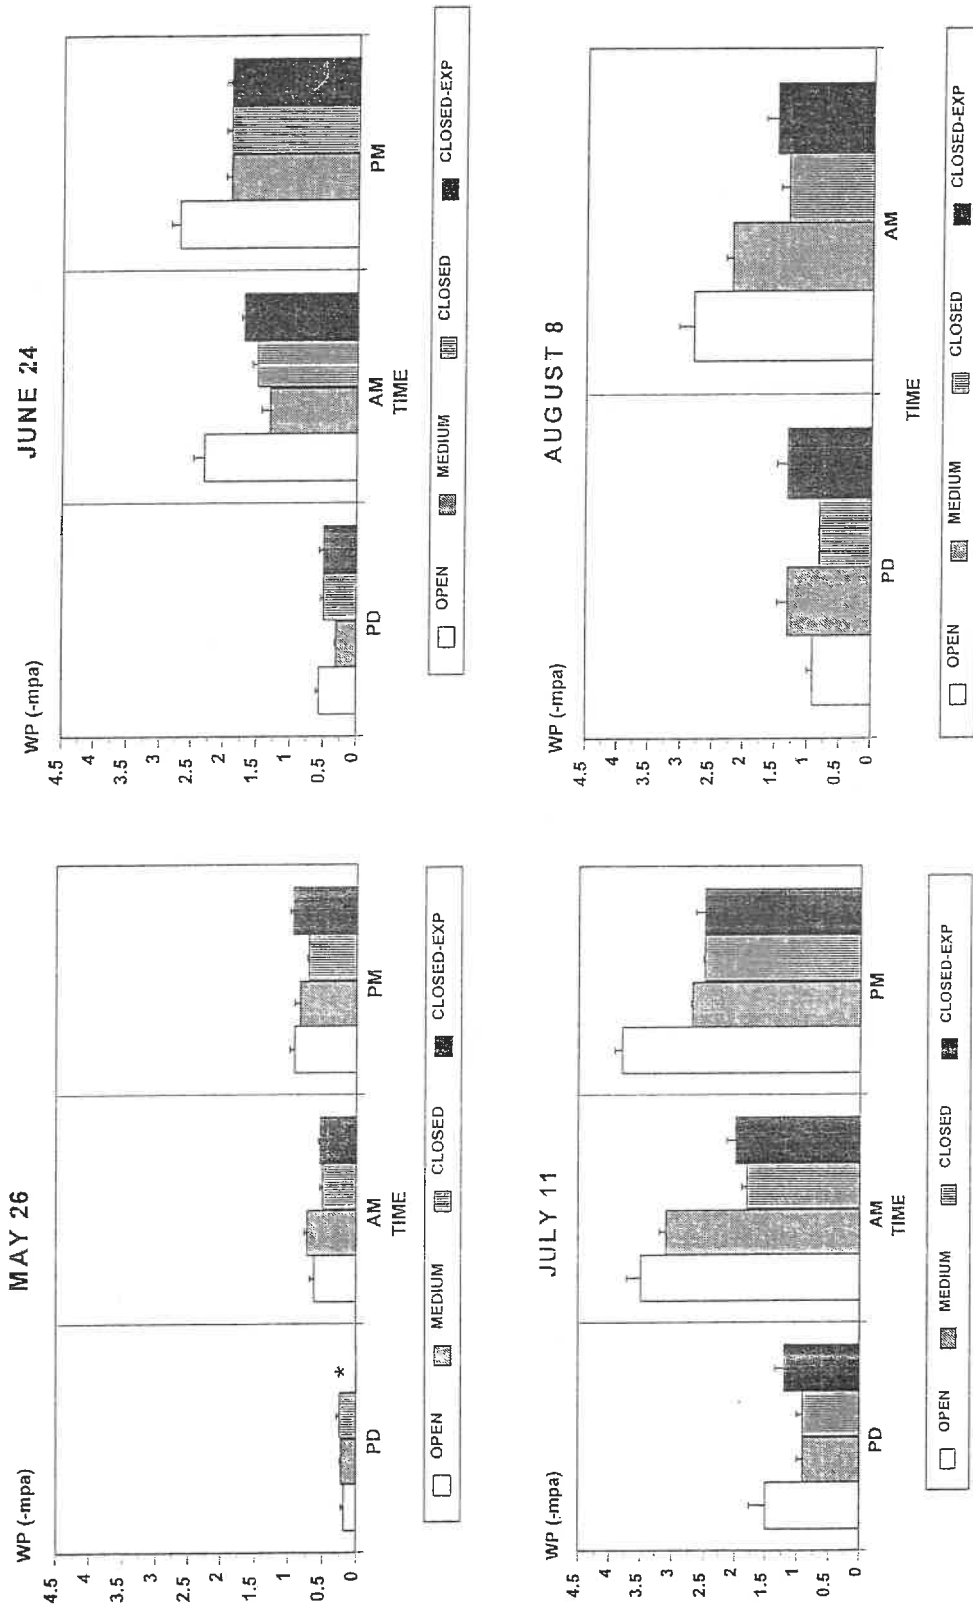 MAY 26
WP (-mpa)
4.5
4
3.5
3
2.5
2
1.5
1
0.5
0
*
PD AM PM
TIME
OPEN MEDIUM CLOSED CLOSED-EXP
JUNE 24
WP (-mpa)
4.5
4
3.5
3
2.5
2
1.5
1
0.5
0
PD AM PM
TIME
OPEN MEDIUM CLOSED CLOSED-EXP
JULY 11
WP (-mpa)
4.5
4
3.5
3
2.5
2
1.5
1
0.5
0
PD AM PM
TIME
OPEN MEDIUM CLOSED CLOSED-EXP
AUGUST 8
WP (-mpa)
4.5
4
3.5
3
2.5
2
1.5
1
0.5
0
PD AM
TIME
OPEN MEDIUM CLOSED CLOSED-EXP